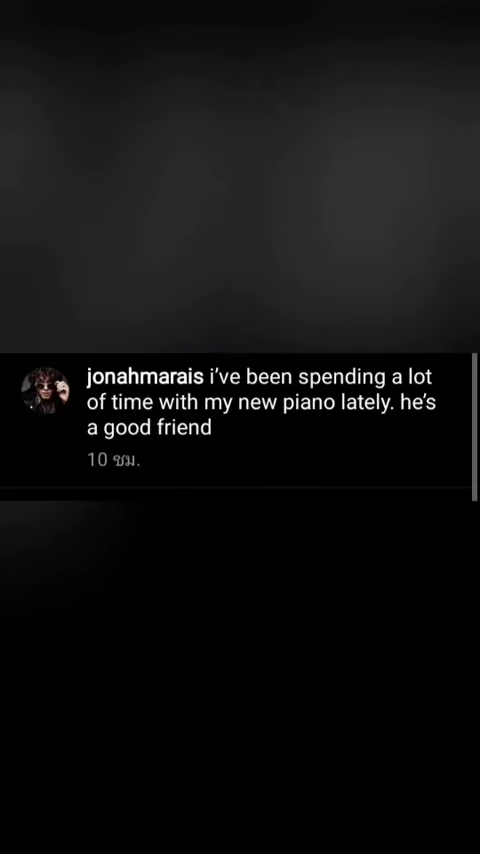 jonahmarais i’ve been spending a lot
of time with my new piano lately. he’s
a good friend
10 ชม.